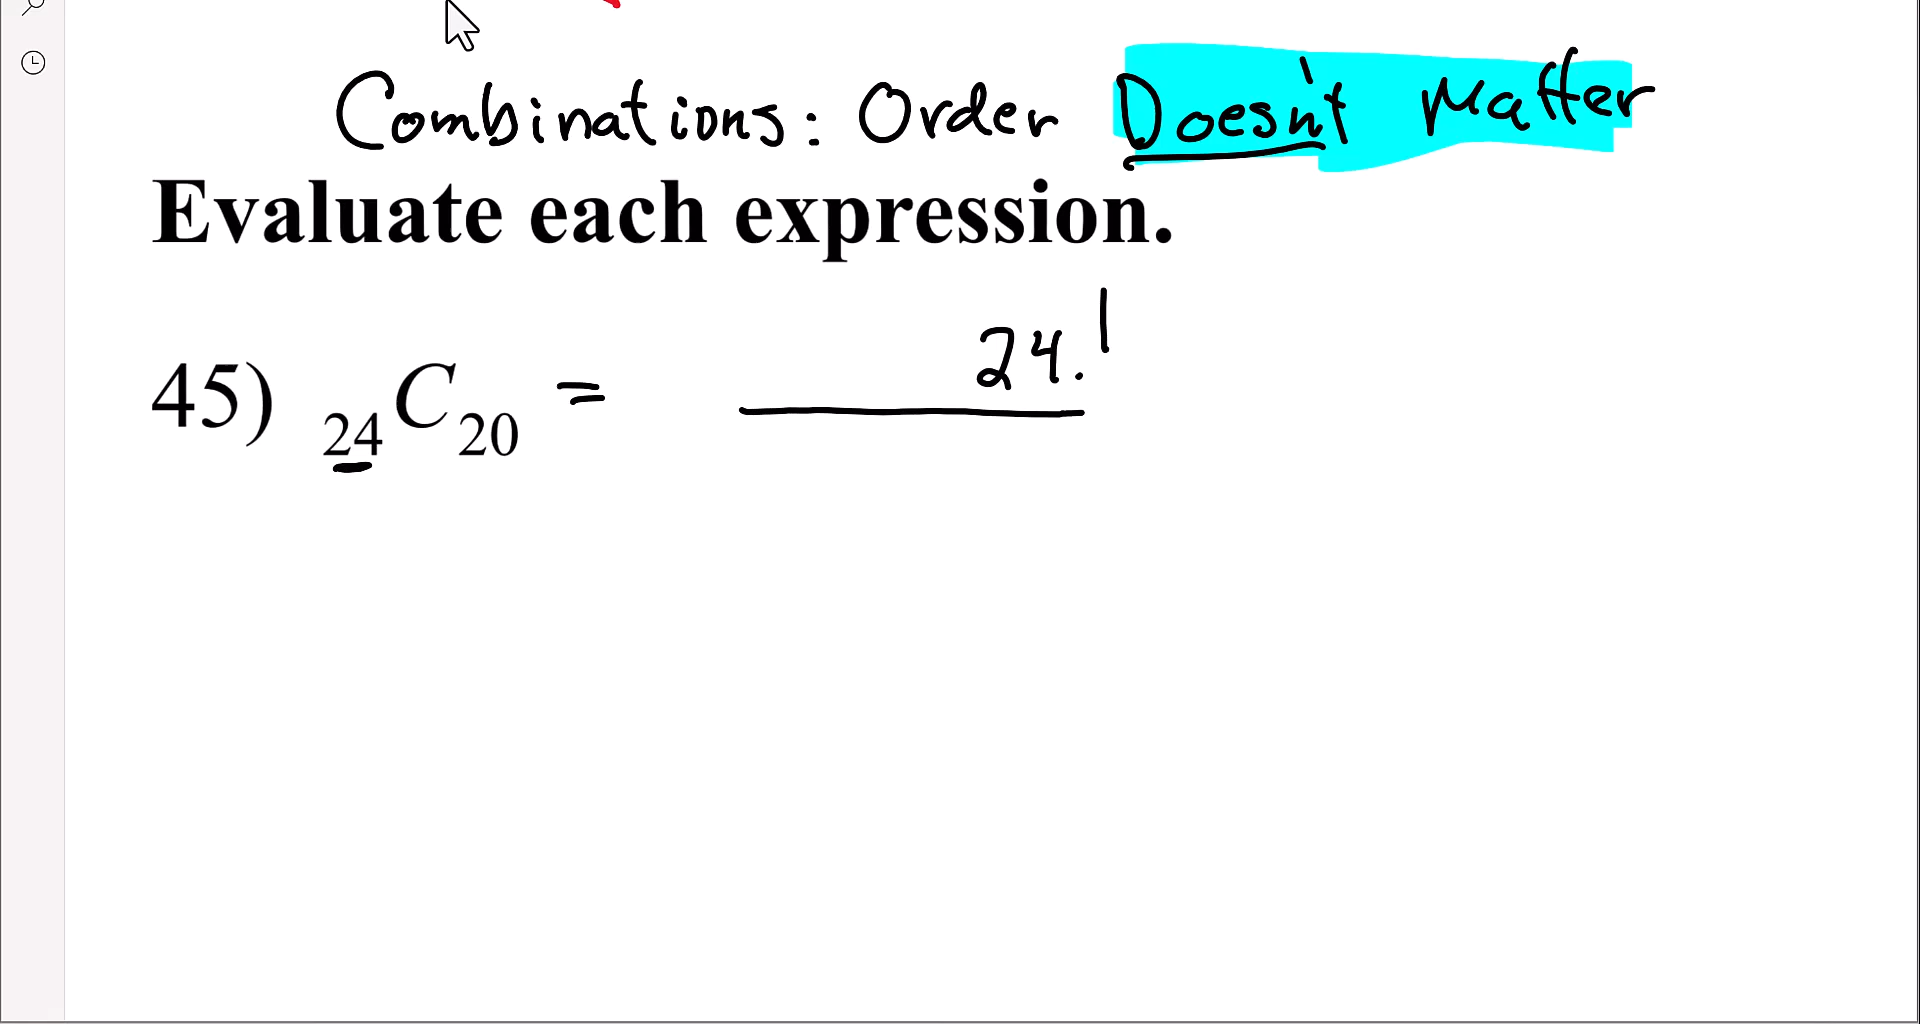 Combinations: Order Doesn't Matter
Evaluate each expression.
24!
45) 24C20 =